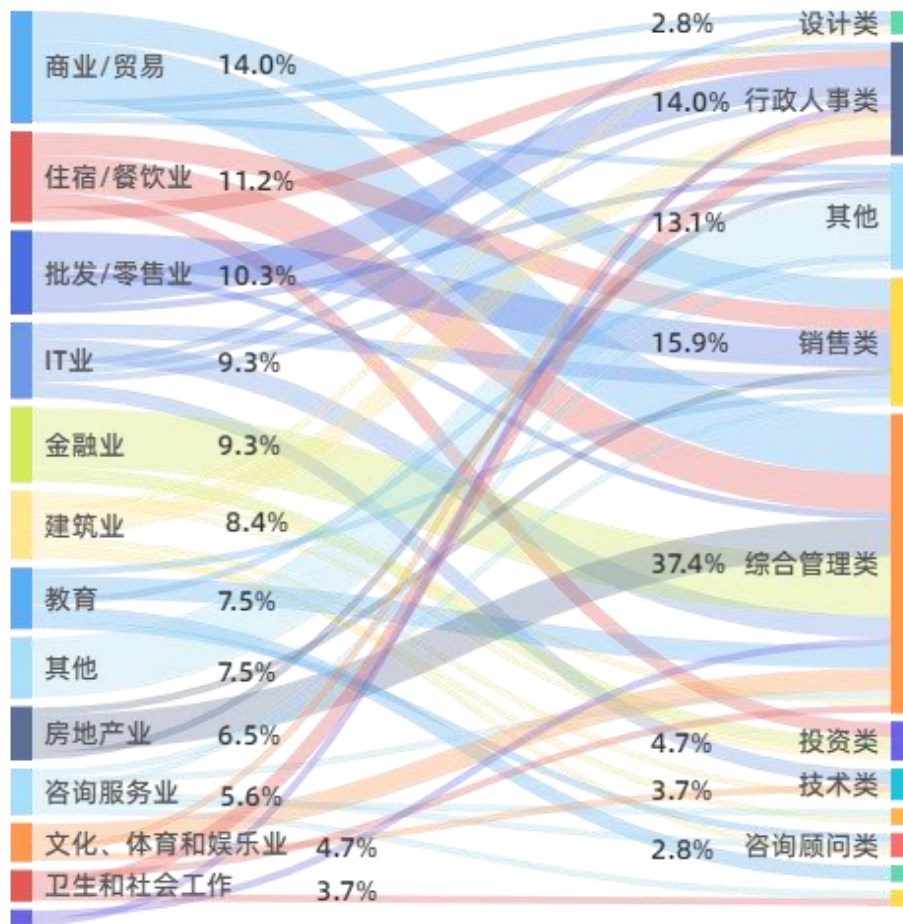 商业/贸易 14.0%
住宿/餐饮业 11.2%
批发/零售业 10.3%
IT业 9.3%
金融业 9.3%
建筑业 8.4%
教育 7.5%
其他 7.5%
房地产业 6.5%
咨询服务业 5.6%
文化、体育和娱乐业 4.7%
卫生和社会工作 3.7%
2.8% 设计类
14.0% 行政人事类
13.1% 其他
15.9% 销售类
37.4% 综合管理类
4.7% 投资类
3.7% 技术类
2.8% 咨询顾问类